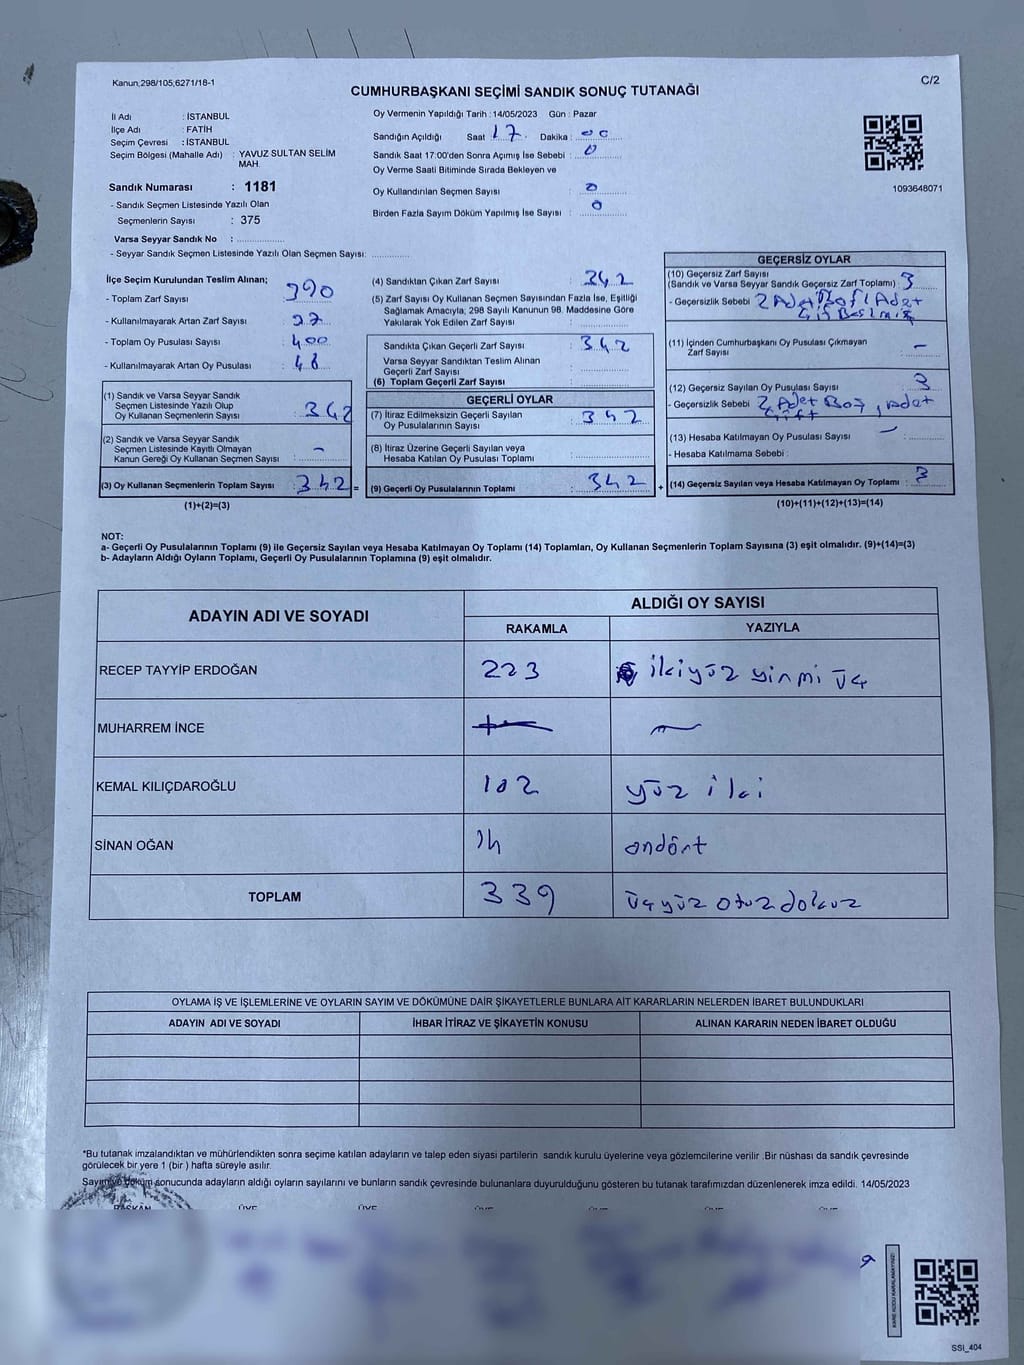 Kanun,298/105,6271/18-1
C/2
CUMHURBAŞKANI SEÇİMİ SANDIK SONUÇ TUTANAĞI
İl Adı : İSTANBUL
İlçe Adı : FATİH
Seçim Çevresi : İSTANBUL
Seçim Bölgesi (Mahalle Adı) : YAVUZ SULTAN SELİM
MAH.
Sandık Numarası : 1181
- Sandık Seçmen Listesinde Yazılı Olan
Seçmenlerin Sayısı : 375
Varsa Seyyar Sandık No :
- Seyyar Sandık Seçmen Listesinde Yazılı Olan Seçmen Sayısı:
Oy Vermenin Yapıldığı Tarih : 14/05/2023 Gün : Pazar
Sandığın Açıldığı Saat 17 Dakika : 00
Sandık Saat 17:00'den Sonra Açımış İse Sebebi : 0
Oy Verme Saati Bitiminde Sırada Bekleyen ve
Oy Kullandırılan Seçmen Sayısı : 0
Birden Fazla Sayım Döküm Yapılmış İse Sayısı : 0
1093648071
İlçe Seçim Kurulundan Teslim Alınan;
- Toplam Zarf Sayısı : 390
- Kullanılmayarak Artan Zarf Sayısı :
- Toplam Oy Pusulası Sayısı : 400
- Kullanılmayarak Artan Oy Pusulası :
(1) Sandık ve Varsa Seyyar Sandık
Seçmen Listesinde Yazılı Olup
Oy Kullanan Seçmenlerin Sayısı : 342
(2) Sandık ve Varsa Seyyar Sandık
Seçmen Listesinde Kayıtlı Olmayan
Kanun Gereği Oy Kullanan Seçmen Sayısı : -
(3) Oy Kullanan Seçmenlerin Toplam Sayısı : 342 =
(1)+(2)=(3)
(4) Sandıktan Çıkan Zarf Sayısı : 342
(5) Zarf Sayısı Oy Kullanan Seçmen Sayısından Fazla İse, Eşitliği
Sağlamak Amacıyla; 298 Sayılı Kanunun 98. Maddesine Göre
Yakılarak Yok Edilen Zarf Sayısı :
Sandıkta Çıkan Geçerli Zarf Sayısı : 342
Varsa Seyyar Sandıktan Teslim Alınan
Geçerli Zarf Sayısı :
(6) Toplam Geçerli Zarf Sayısı :
GEÇERLİ OYLAR
(7) İtiraz Edilmeksizin Geçerli Sayılan
Oy Pusulalarının Sayısı : 342
(8) İtiraz Üzerine Geçerli Sayılan veya
Hesaba Katılan Oy Pusulası Toplamı :
(9) Geçerli Oy Pusulalarının Toplamı : 342 +
GEÇERSİZ OYLAR
(10) Geçersiz Zarf Sayısı
(Sandık ve Varsa Seyyar Sandık Geçersiz Zarf Toplamı) : 3
- Geçersizlik Sebebi : 2 Adet 1 Adet
(11) İçinden Cumhurbaşkanı Oy Pusulası Çıkmayan
Zarf Sayısı : -
(12) Geçersiz Sayılan Oy Pusulası Sayısı : 3
- Geçersizlik Sebebi : 2 Adet Boş, 1 adet
Çift
(13) Hesaba Katılmayan Oy Pusulası Sayısı : -
- Hesaba Katılmama Sebebi :
(14) Geçersiz Sayılan veya Hesaba Katılmayan Oy Toplamı : 3
(10)+(11)+(12)+(13)=(14)
NOT:
a- Geçerli Oy Pusulalarının Toplamı (9) ile Geçersiz Sayılan veya Hesaba Katılmayan Oy Toplamı (14) Toplamları, Oy Kullanan Seçmenlerin Toplam Sayısına (3) eşit olmalıdır. (9)+(14)=(3)
b- Adayların Aldığı Oyların Toplamı, Geçerli Oy Pusulalarının Toplamına (9) eşit olmalıdır.
ADAYIN ADI VE SOYADI
ALDIĞI OY SAYISI
RAKAMLA YAZIYLA
RECEP TAYYİP ERDOĞAN 223 ikiyüz yirmi üç
MUHARREM İNCE
KEMAL KILIÇDAROĞLU 102 yüz iki
SİNAN OĞAN 14 ondört
TOPLAM 339 üçyüz otuz dokuz
OYLAMA İŞ VE İŞLEMLERİNE VE OYLARIN SAYIM VE DÖKÜMÜNE DAİR ŞİKAYETLERLE BUNLARA AİT KARARLARIN NELERDEN İBARET BULUNDUKLARI
ADAYIN ADI VE SOYADI İHBAR İTİRAZ VE ŞİKAYETİN KONUSU ALINAN KARARIN NEDEN İBARET OLDUĞU
*Bu tutanak imzalandıktan ve mühürlendikten sonra seçime katılan adayların ve talep eden siyasi partilerin sandık kurulu üyelerine veya gözlemcilerine verilir .Bir nüshası da sandık çevresinde
görülecek bir yere 1 (bir ) hafta süreyle asılır.
Sayım ve döküm sonucunda adayların aldığı oyların sayılarını ve bunların sandık çevresinde bulunanlara duyurulduğunu gösteren bu tutanak tarafımızdan düzenlenerek imza edildi. 14/05/2023
BAŞKAN ÜYE ÜYE ÜYE ÜYE ÜYE ÜYE
KARE KODU KARALAMAYINIZ!
SSI_404